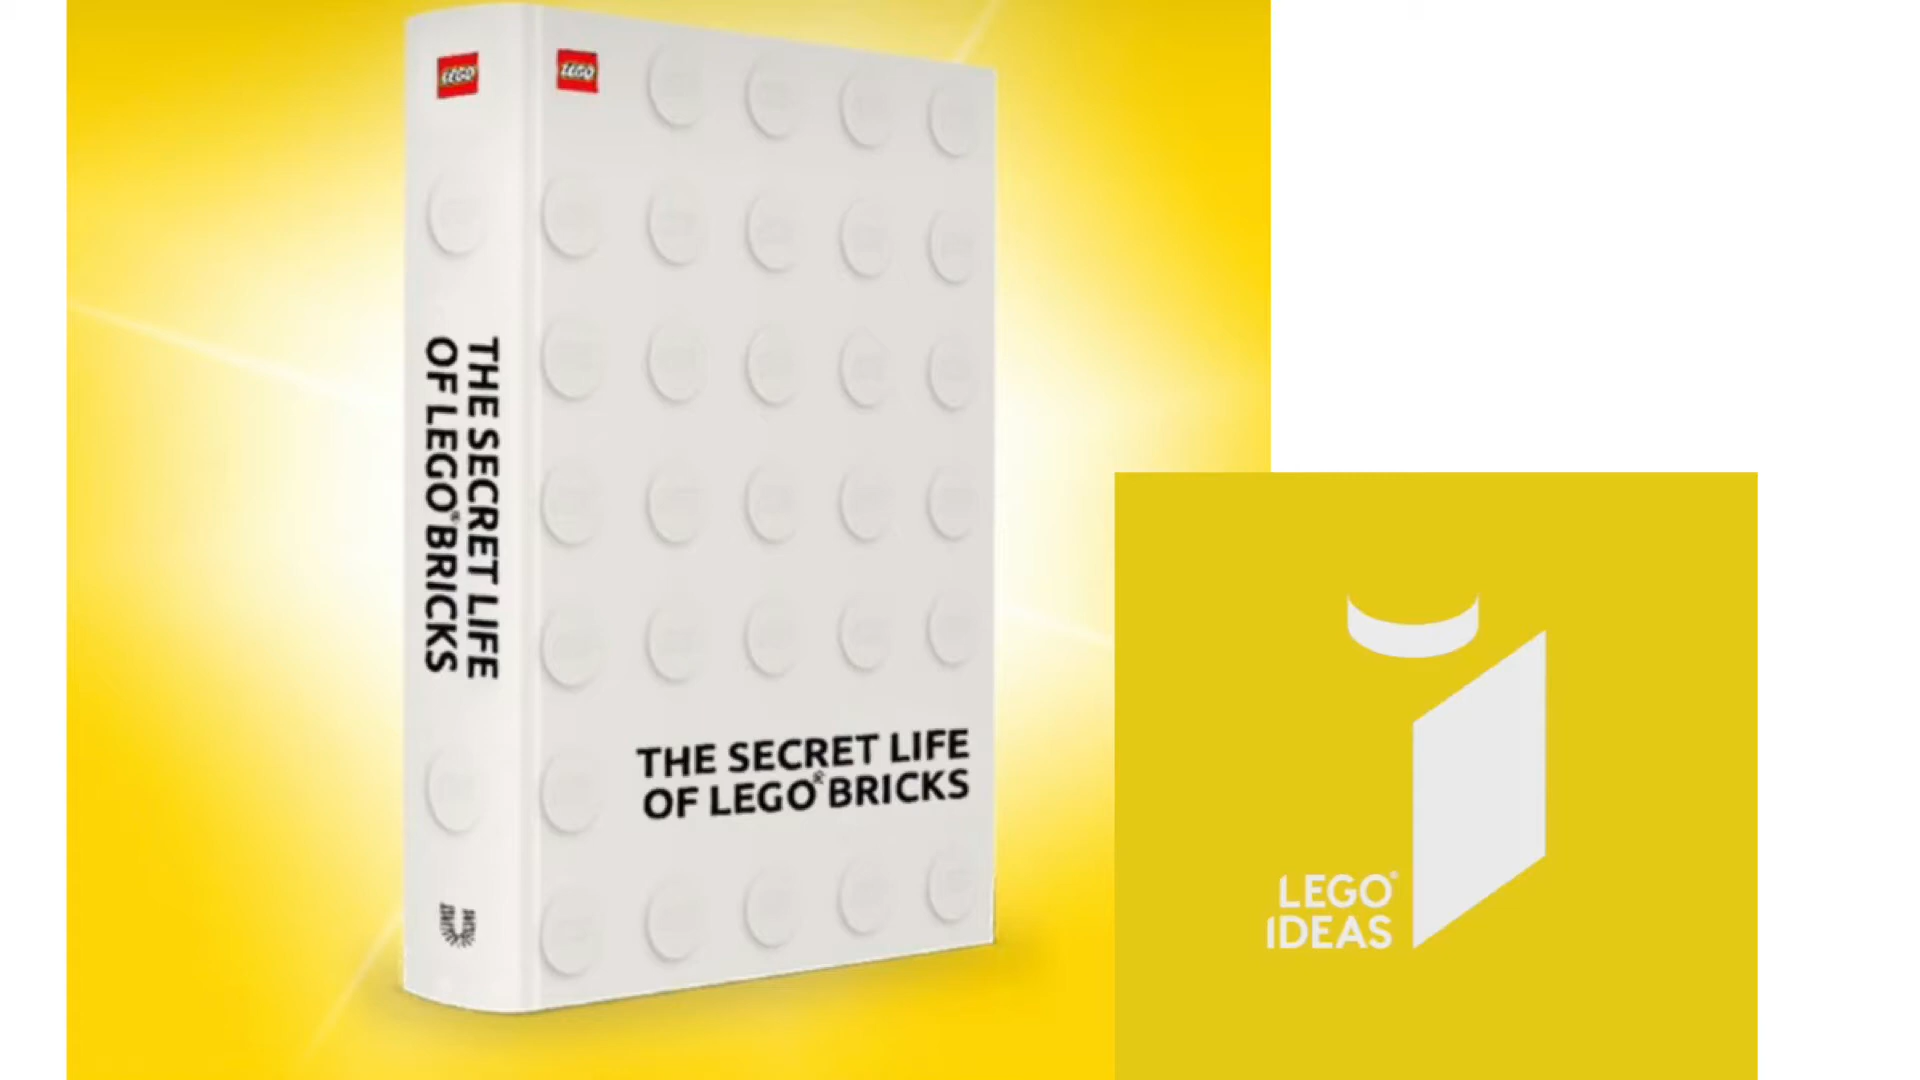 LEGO
LEGO
THE SECRET LIFE
OF LEGO® BRICKS
THE SECRET LIFE
OF LEGO® BRICKS
LEGO®
IDEAS